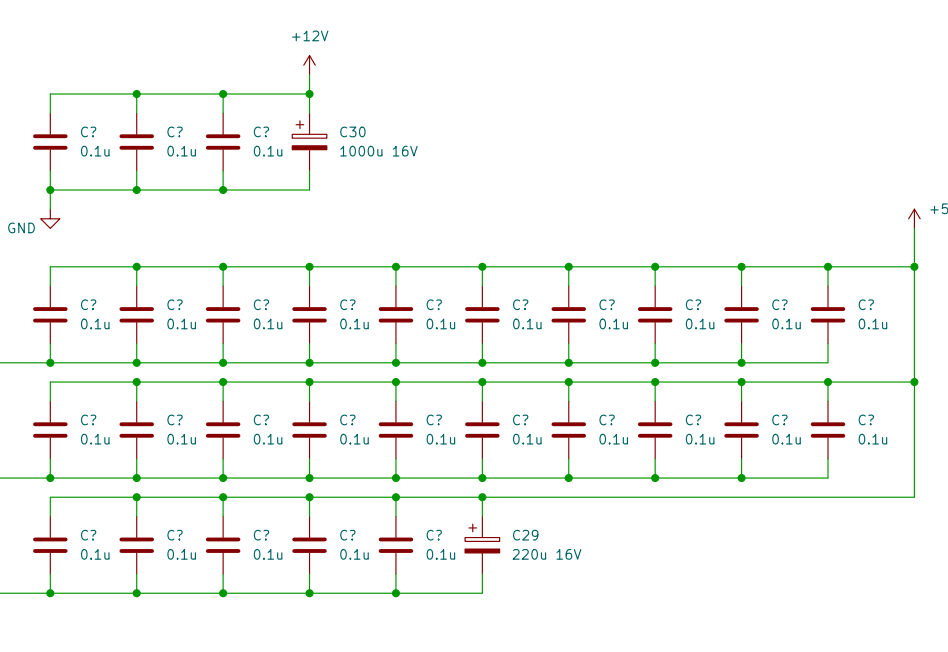 +12V
+
C? C? C? C30
0.1u 0.1u 0.1u 1000u 16V
GND
+5
C? C? C? C? C? C? C? C? C? C?
0.1u 0.1u 0.1u 0.1u 0.1u 0.1u 0.1u 0.1u 0.1u 0.1u
C? C? C? C? C? C? C? C? C? C?
0.1u 0.1u 0.1u 0.1u 0.1u 0.1u 0.1u 0.1u 0.1u 0.1u
+
C? C? C? C? C? C29
0.1u 0.1u 0.1u 0.1u 0.1u 220u 16V